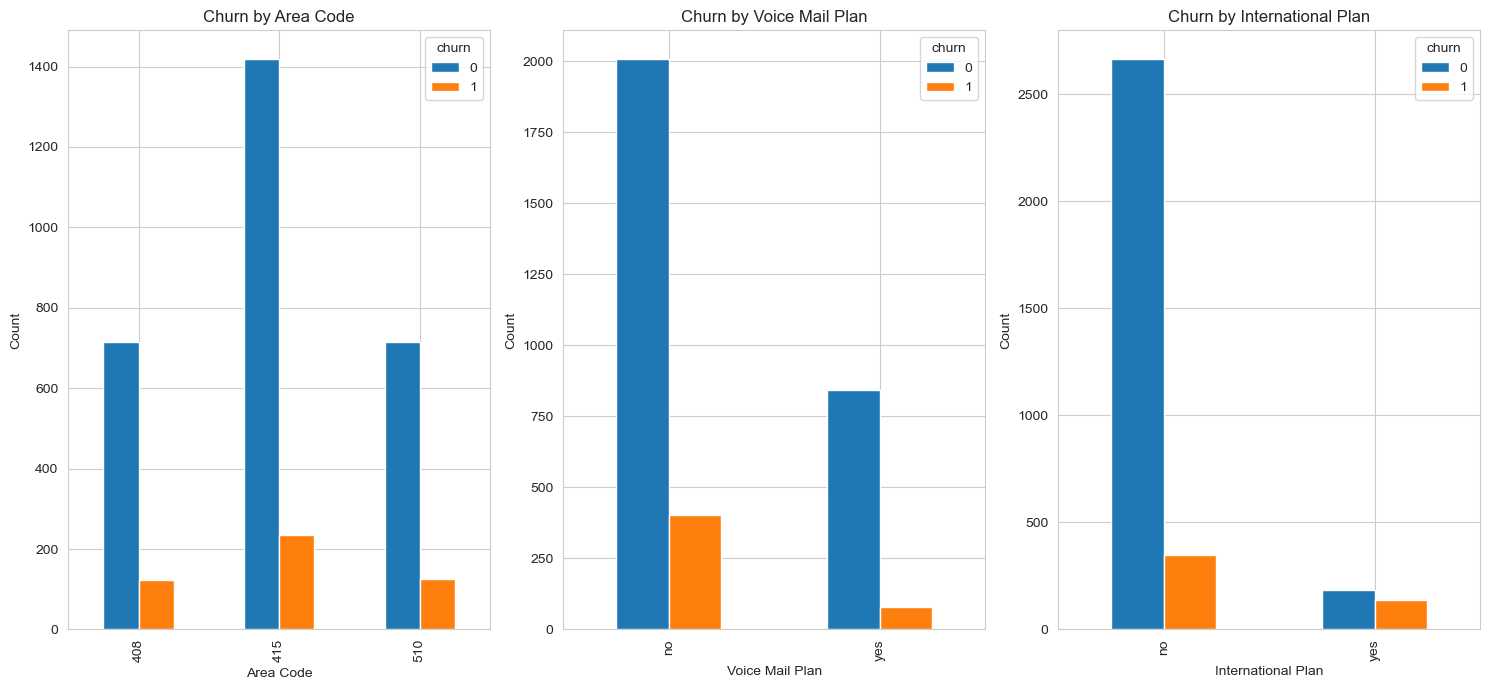 Churn by Area Code
churn
0
1
1400
1200
1000
800
600
400
200
0
Count
408
415
510
Area Code
Churn by Voice Mail Plan
churn
0
1
2000
1750
1500
1250
1000
750
500
250
0
Count
no
yes
Voice Mail Plan
Churn by International Plan
churn
0
1
2500
2000
1500
1000
500
0
Count
no
yes
International Plan